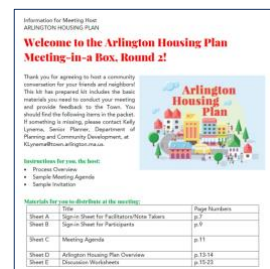 Information for Meeting Host
ARLINGTON HOUSING PLAN
Welcome to the Arlington Housing Plan
Meeting-in a Box, Round 2!
Thank you for agreeing to host a community
conversation for your friends and neighbors!
This kit has prepared kit includes the basic
materials you need to conduct your meeting
and provide feedback to the Town. You
should find the following items in the packet.
If something is missing, please contact Kelly
Lynema, Senior Planner, Department of
Planning and Community Development, at
KLynema@town.arlington.ma.us.
Arlington
Housing
Plan
Instructions for you, the host:
• Process Overview
• Sample Meeting Agenda
• Sample Invitation
Materials for you to distribute at the meeting:
Title Page Numbers
Sheet A Sign-in Sheet for Facilitators/Note Takers p.7
Sheet B Sign-in Sheet for Participants p.9
Sheet C Meeting Agenda p.11
Sheet D Arlington Housing Plan Overview p.13-14
Sheet E Discussion Worksheets p.15-23